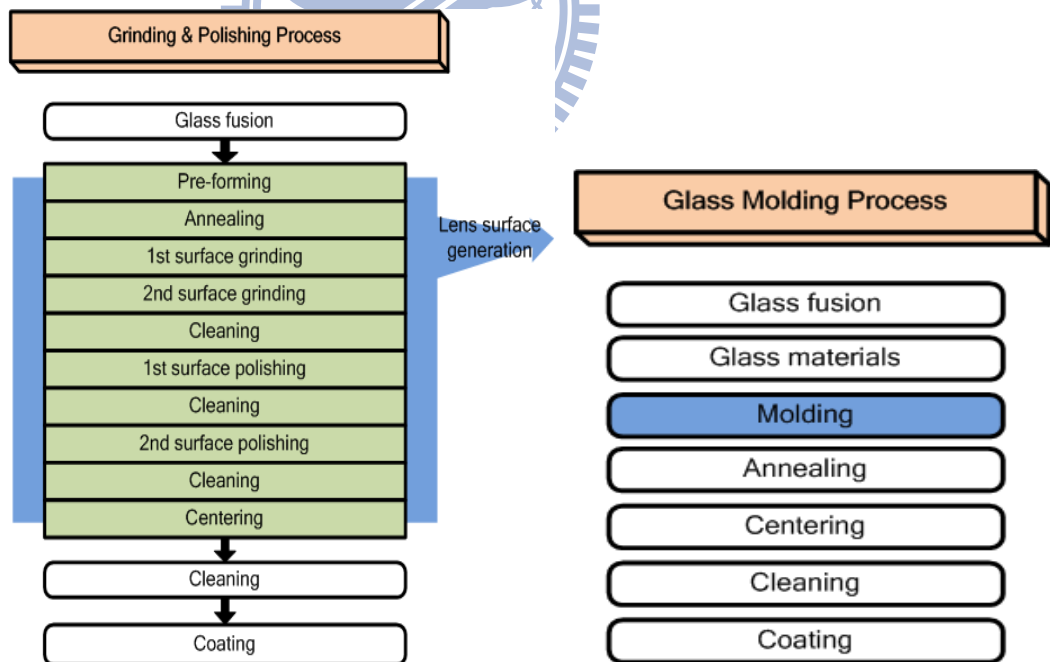 Grinding & Polishing Process
Glass fusion
Pre-forming
Annealing
1st surface grinding
2nd surface grinding
Cleaning
1st surface polishing
Cleaning
2nd surface polishing
Cleaning
Centering
Cleaning
Coating
Lens surface
generation
Glass Molding Process
Glass fusion
Glass materials
Molding
Annealing
Centering
Cleaning
Coating